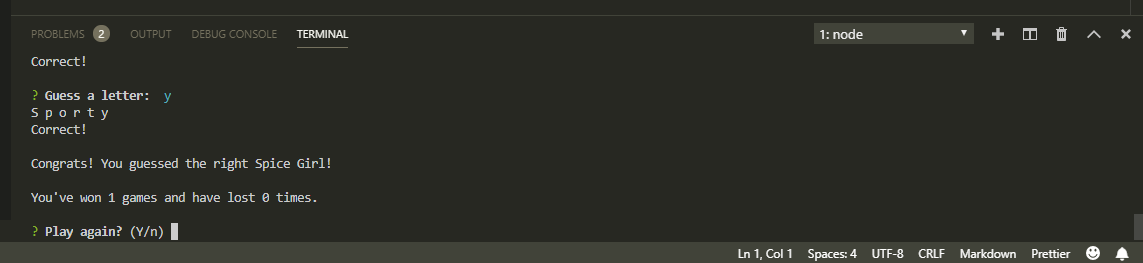 PROBLEMS 2 OUTPUT DEBUG CONSOLE TERMINAL 1: node
Correct!
? Guess a letter: y
S p o r t y
Correct!
Congrats! You guessed the right Spice Girl!
You've won 1 games and have lost 0 times.
? Play again? (Y/n)
Ln 1, Col 1 Spaces: 4 UTF-8 CRLF Markdown Prettier